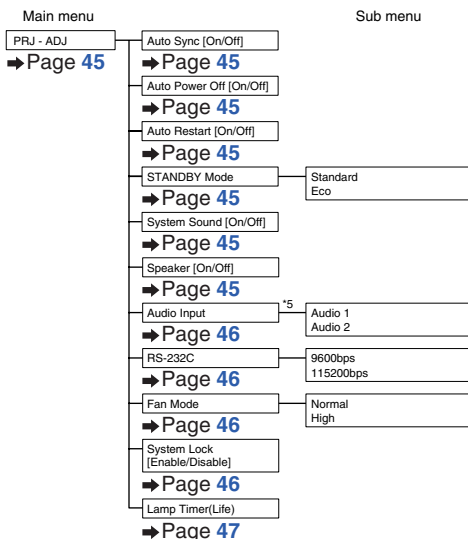 Main menu
Sub menu
PRJ - ADJ
➡Page 45
Auto Sync [On/Off]
➡Page 45
Auto Power Off [On/Off]
➡Page 45
Auto Restart [On/Off]
➡Page 45
STANDBY Mode
➡Page 45
Standard
Eco
System Sound [On/Off]
➡Page 45
Speaker [On/Off]
➡Page 45
Audio Input
*5
➡Page 46
Audio 1
Audio 2
RS-232C
➡Page 46
9600bps
115200bps
Fan Mode
➡Page 46
Normal
High
System Lock
[Enable/Disable]
➡Page 46
Lamp Timer(Life)
➡Page 47